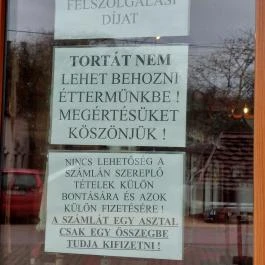 FELSZOLGÁLÁSI
DÍJAT
TORTÁT NEM
LEHET BEHOZNI
ÉTTERMÜNKBE !
MEGÉRTÉSÜKET
KÖSZÖNJÜK !
NINCS LEHETŐSÉG A
SZÁMLÁN SZEREPLŐ
TÉTELEK KÜLÖN
BONTÁSÁRA ÉS AZOK
KÜLÖN FIZETÉSÉRE !
A SZÁMLÁT EGY ASZTAL
CSAK EGY ÖSSZEGBE
TUDJA KIFIZETNI !